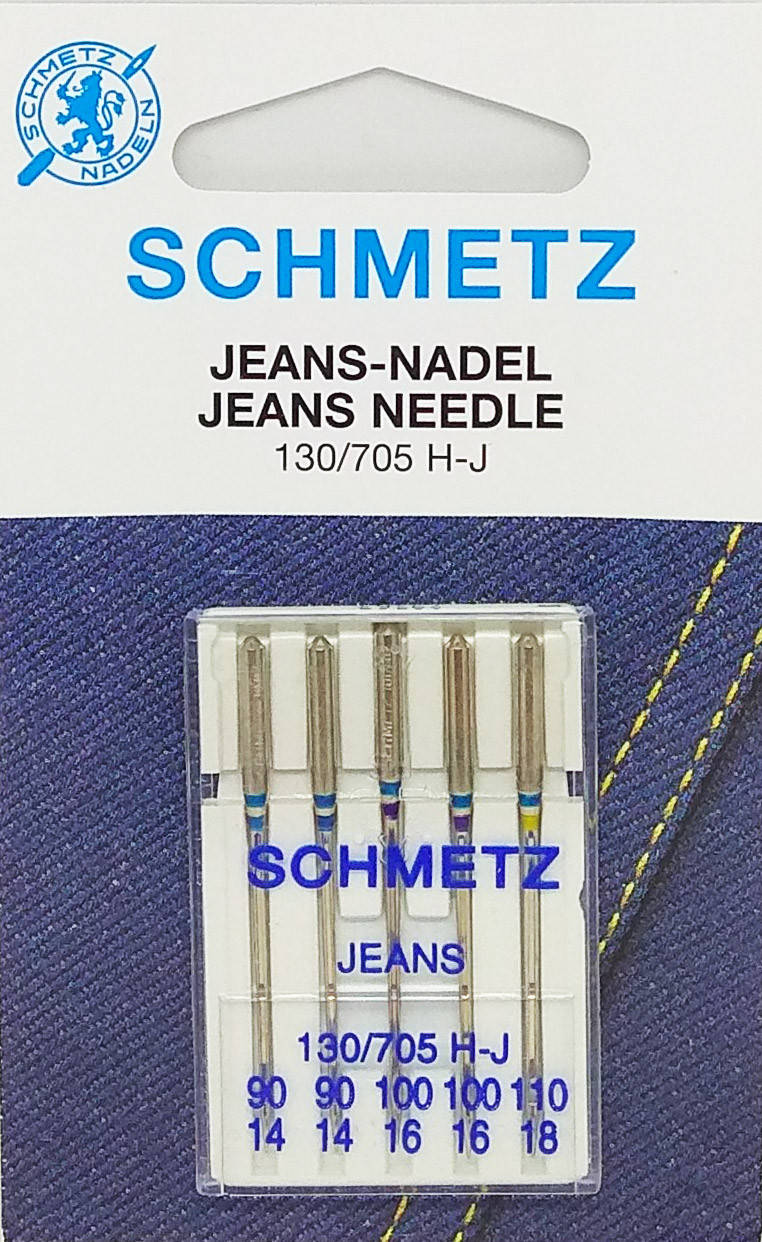 SCHMETZ
NADELN
SCHMETZ
JEANS-NADEL
JEANS NEEDLE
130/705 H-J
SCHMETZ
JEANS
130/705 H-J
90 90 100 100 110
14 14 16 16 18